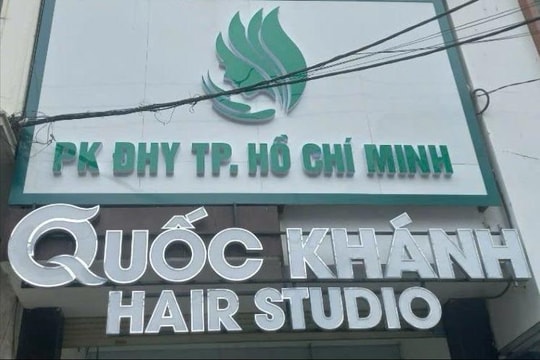 PK ĐHY TP. HỒ CHÍ MINH
QUỐC KHÁNH
HAIR STUDIO